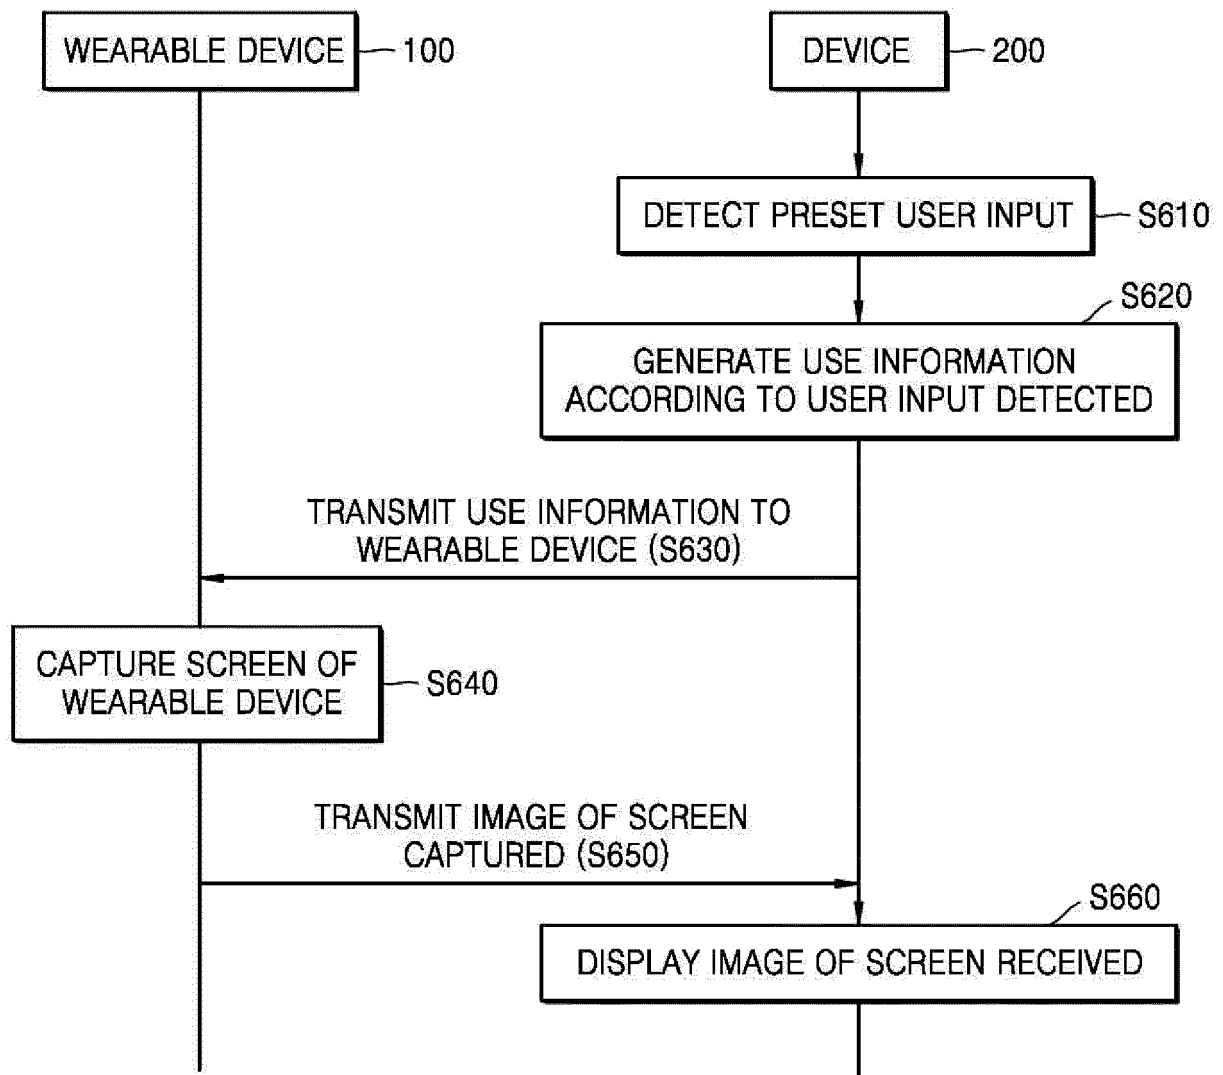 WEARABLE DEVICE 100
DEVICE 200
DETECT PRESET USER INPUT S610
S620
GENERATE USE INFORMATION
ACCORDING TO USER INPUT DETECTED
TRANSMIT USE INFORMATION TO
WEARABLE DEVICE (S630)
CAPTURE SCREEN OF
WEARABLE DEVICE
S640
TRANSMIT IMAGE OF SCREEN
CAPTURED (S650)
S660
DISPLAY IMAGE OF SCREEN RECEIVED